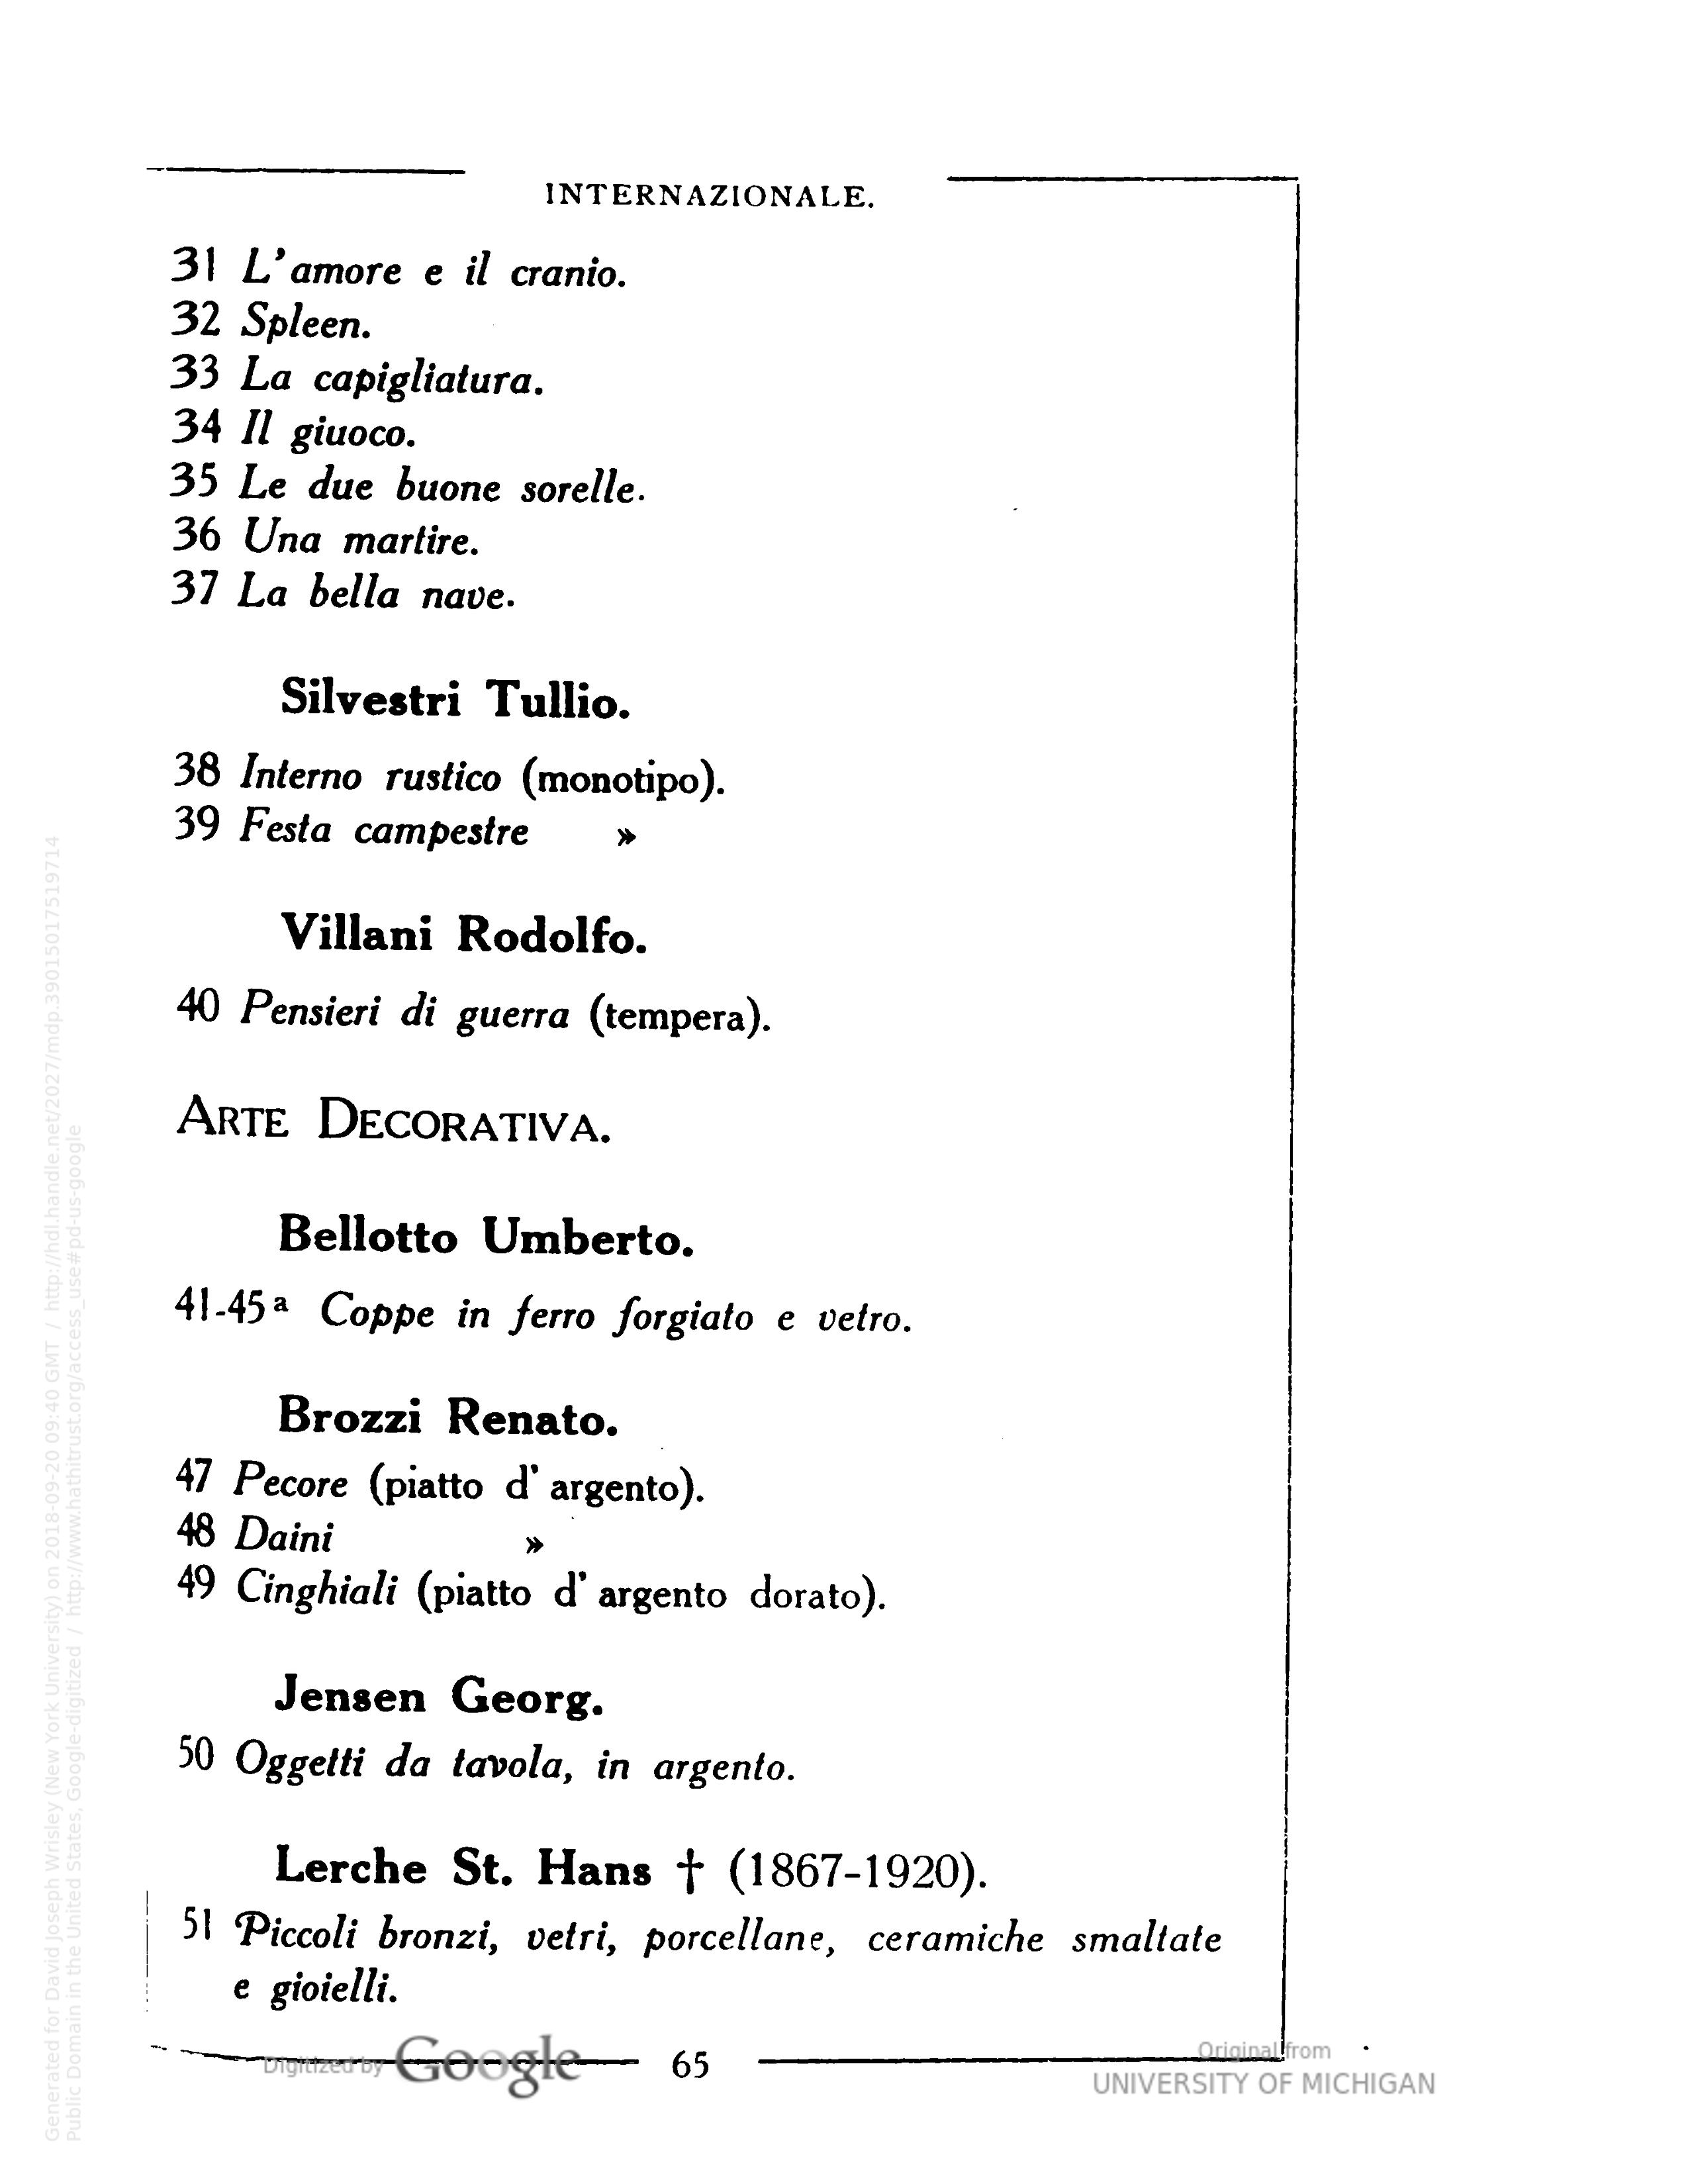 INTERNAZIONALE.
31 L'amore e il cranio.
32 Spleen.
33 La capigliatura.
34 Il giuoco.
35 Le due buone sorelle.
36 Una martire.
37 La bella nave.
Silvestri Tullio.
38 Interno rustico (monotipo).
39 Festa campestre »
Villani Rodolfo.
40 Pensieri di guerra (tempera).
ARTE DECORATIVA.
Bellotto Umberto.
41-45ª Coppe in ferro forgiato e vetro.
Brozzi Renato.
47 Pecore (piatto d'argento).
48 Daini »
49 Cinghiali (piatto d'argento dorato).
Jensen Georg.
50 Oggetti da tavola, in argento.
Lerche St. Hans † (1867-1920).
51 Piccoli bronzi, vetri, porcellane, ceramiche smaltate
e gioielli.
65
Digitized by Google
Original from
UNIVERSITY OF MICHIGAN
Generated for David Joseph Wrisley (New York University) on 2018-09-20 09:40 GMT / http://hdl.handle.net/2027/mdp.39015017519714
Public Domain in the United States, Google-digitized / http://www.hathitrust.org/access_use#pd-us-google